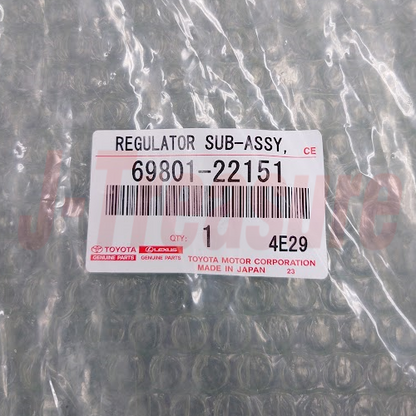 REGULATOR SUB-ASSY,
CE
69801-22151
QTY: 1 4E29
TOYOTA LEXUS
GENUINE PARTS GENUINE PARTS
TOYOTA MOTOR CORPORATION
MADE IN JAPAN 23
J-Treasure